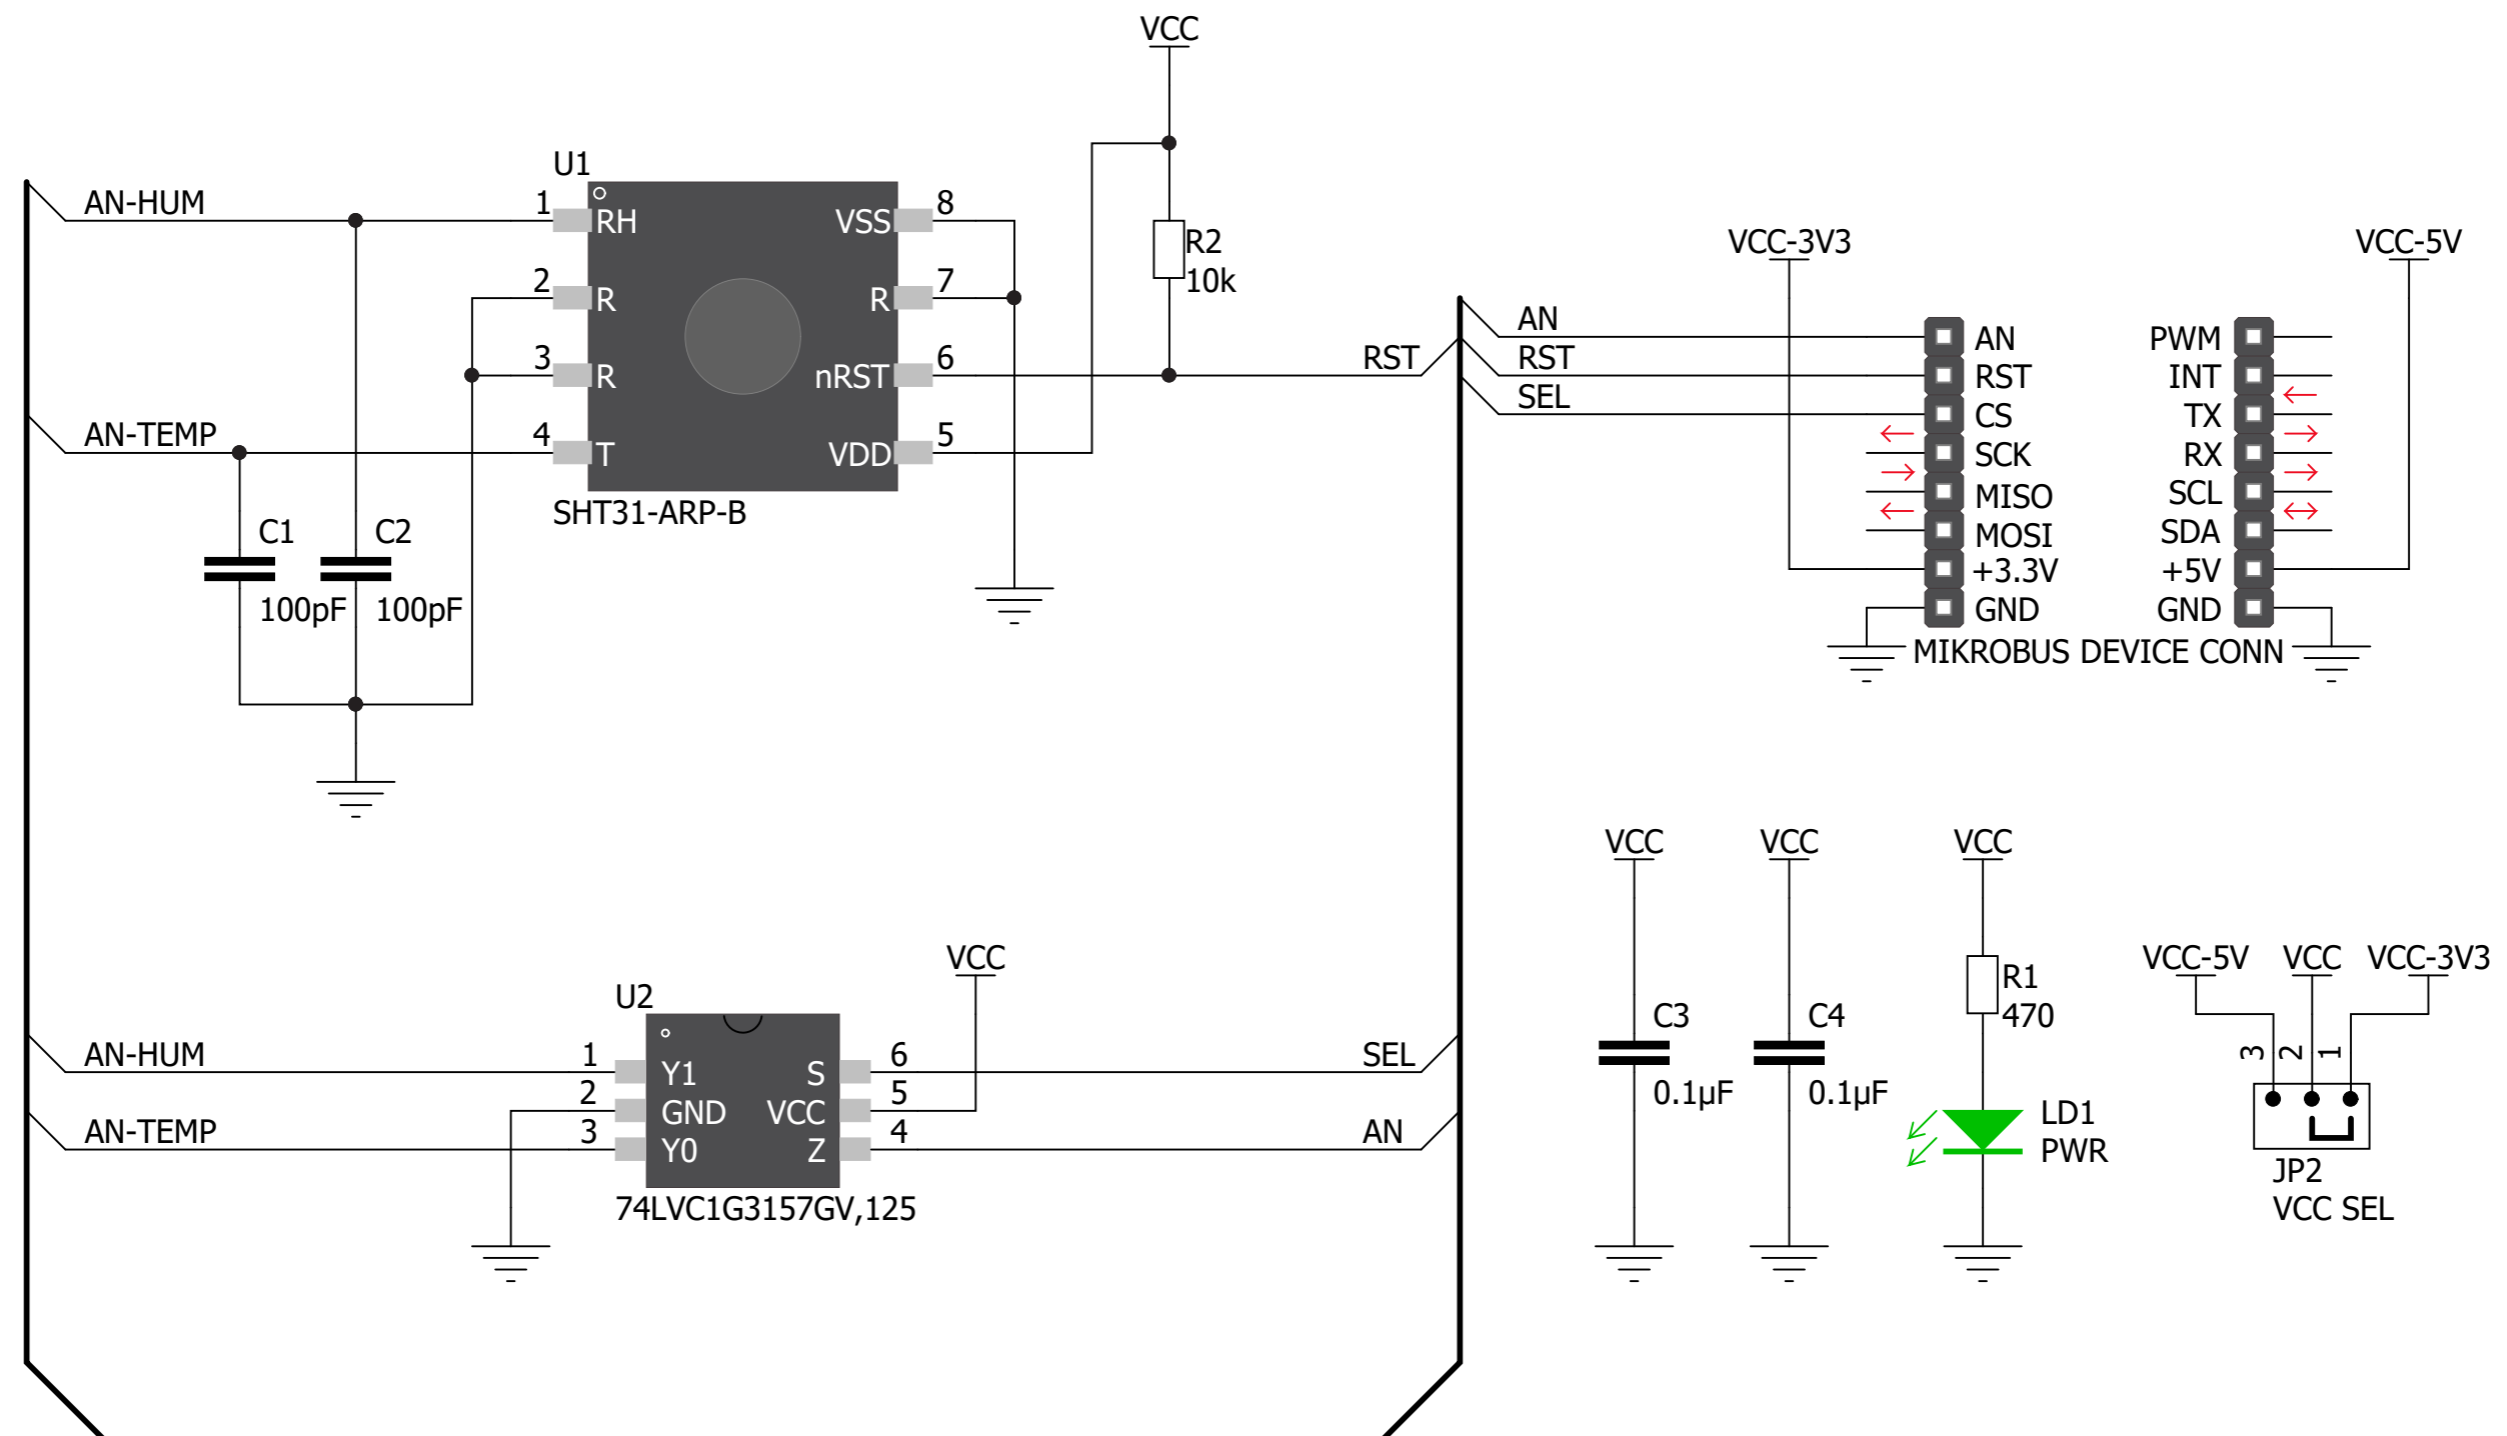 VCC
U1
AN-HUM
1
RH
VSS
8
2
R
R
7
3
R
nRST
6
AN-TEMP
4
T
VDD
5
SHT31-ARP-B
R2
10k
RST
C1
100pF
C2
100pF
VCC-3V3
VCC-5V
AN
AN
PWM
RST
RST
INT
SEL
CS
TX
SCK
RX
MISO
SCL
MOSI
SDA
+3.3V
+5V
GND
GND
MIKROBUS DEVICE CONN
VCC
U2
AN-HUM
1
Y1
S
6
SEL
2
GND
VCC
5
AN-TEMP
3
Y0
Z
4
AN
74LVC1G3157GV,125
VCC
C3
0.1µF
VCC
C4
0.1µF
VCC
R1
470
LD1
PWR
VCC-5V
VCC
VCC-3V3
3
2
1
JP2
VCC SEL